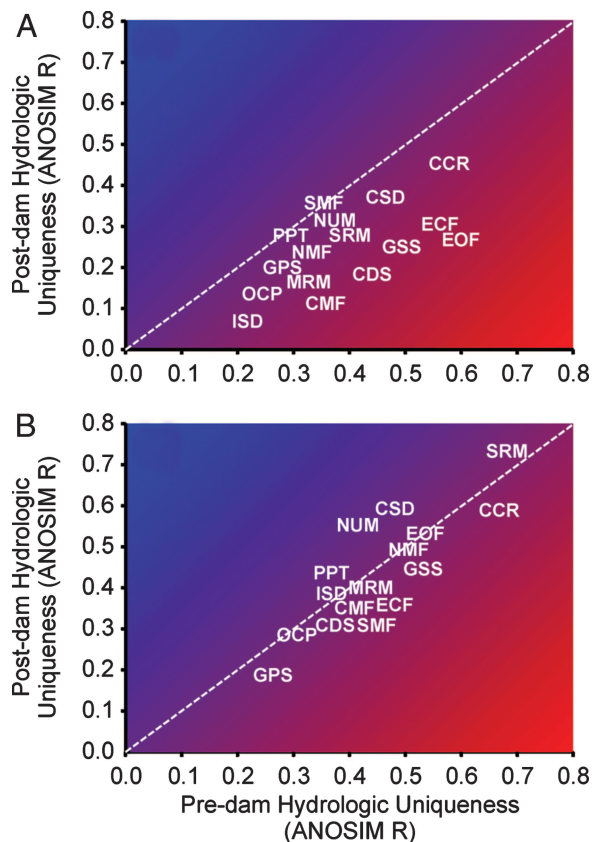 A
Post-dam Hydrologic
Uniqueness (ANOSIM R)
0.8
0.7
0.6
0.5
0.4
0.3
0.2
0.1
0.0
CCR
CSD
SMF
NUM
ECF
PPT
SRM
EOF
GSS
NMF
GPS
CDS
MRM
OCP
CMF
ISD
0.0 0.1 0.2 0.3 0.4 0.5 0.6 0.7 0.8
B
Post-dam Hydrologic
Uniqueness (ANOSIM R)
0.8
0.7
0.6
0.5
0.4
0.3
0.2
0.1
0.0
SRM
CSD
CCR
NUM
EOF
NMF
GSS
PPT
MRM
ISD
CMF
ECF
CDS
SMF
OCP
GPS
0.0 0.1 0.2 0.3 0.4 0.5 0.6 0.7 0.8
Pre-dam Hydrologic Uniqueness
(ANOSIM R)